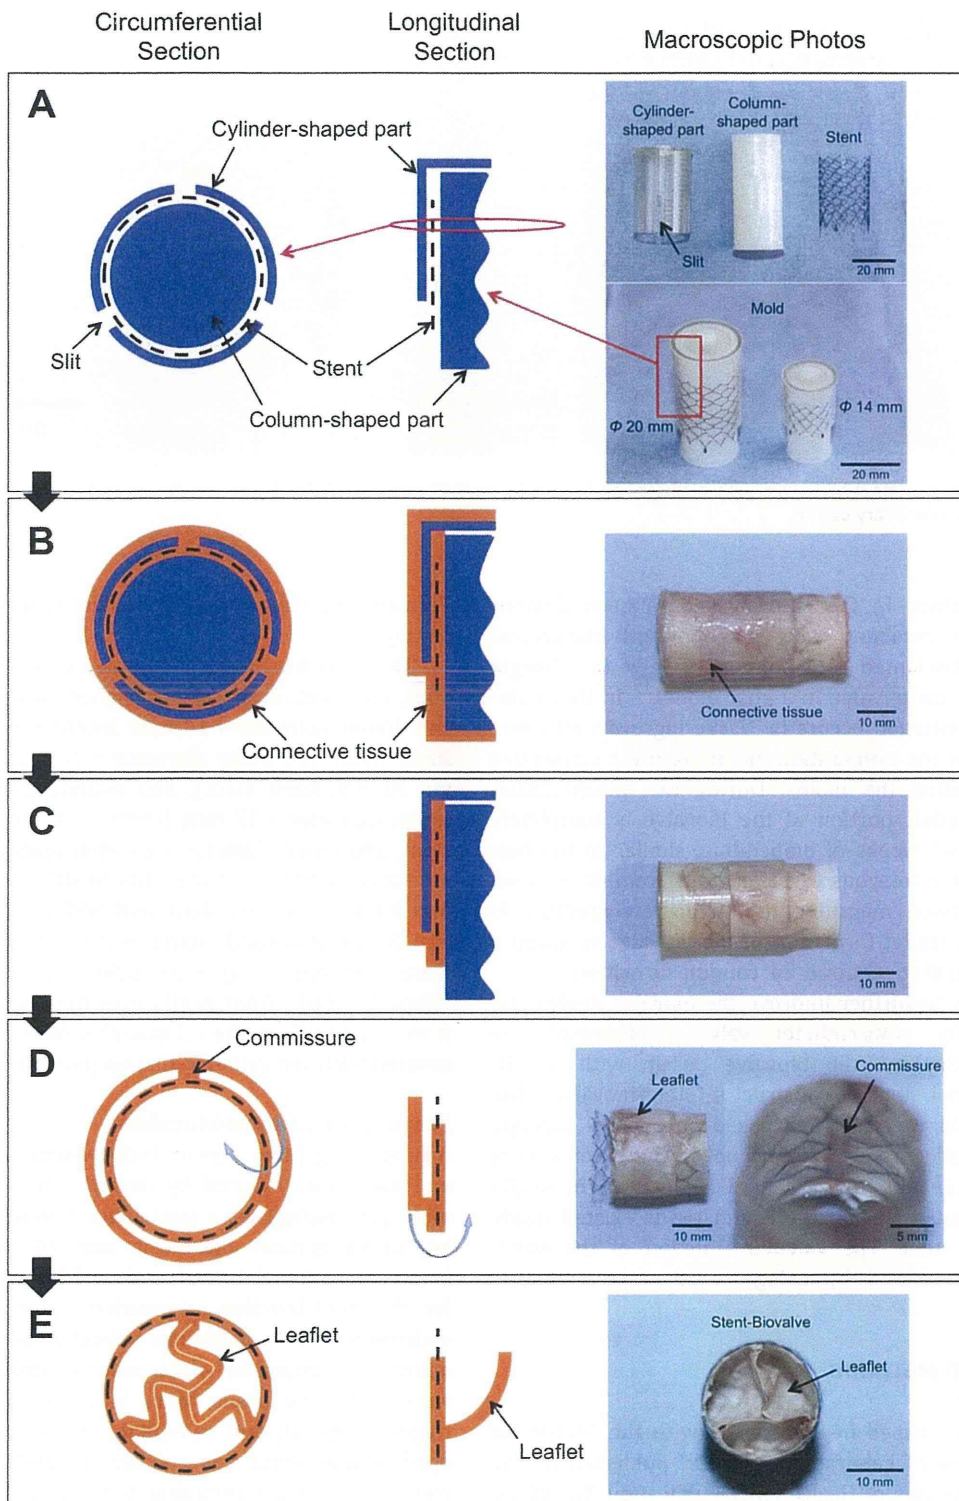 Circumferential
Section
Longitudinal
Section
Macroscopic Photos
A
Cylinder-shaped part
Slit
Stent
Column-shaped part
Cylinder-
shaped part
Column-
shaped part
Stent
Slit
20 mm
Mold
Φ 20 mm
Φ 14 mm
20 mm
B
Connective tissue
Connective tissue
10 mm
C
10 mm
D
Commissure
Leaflet
Commissure
10 mm
5 mm
E
Leaflet
Leaflet
Stent-Biovalve
Leaflet
10 mm